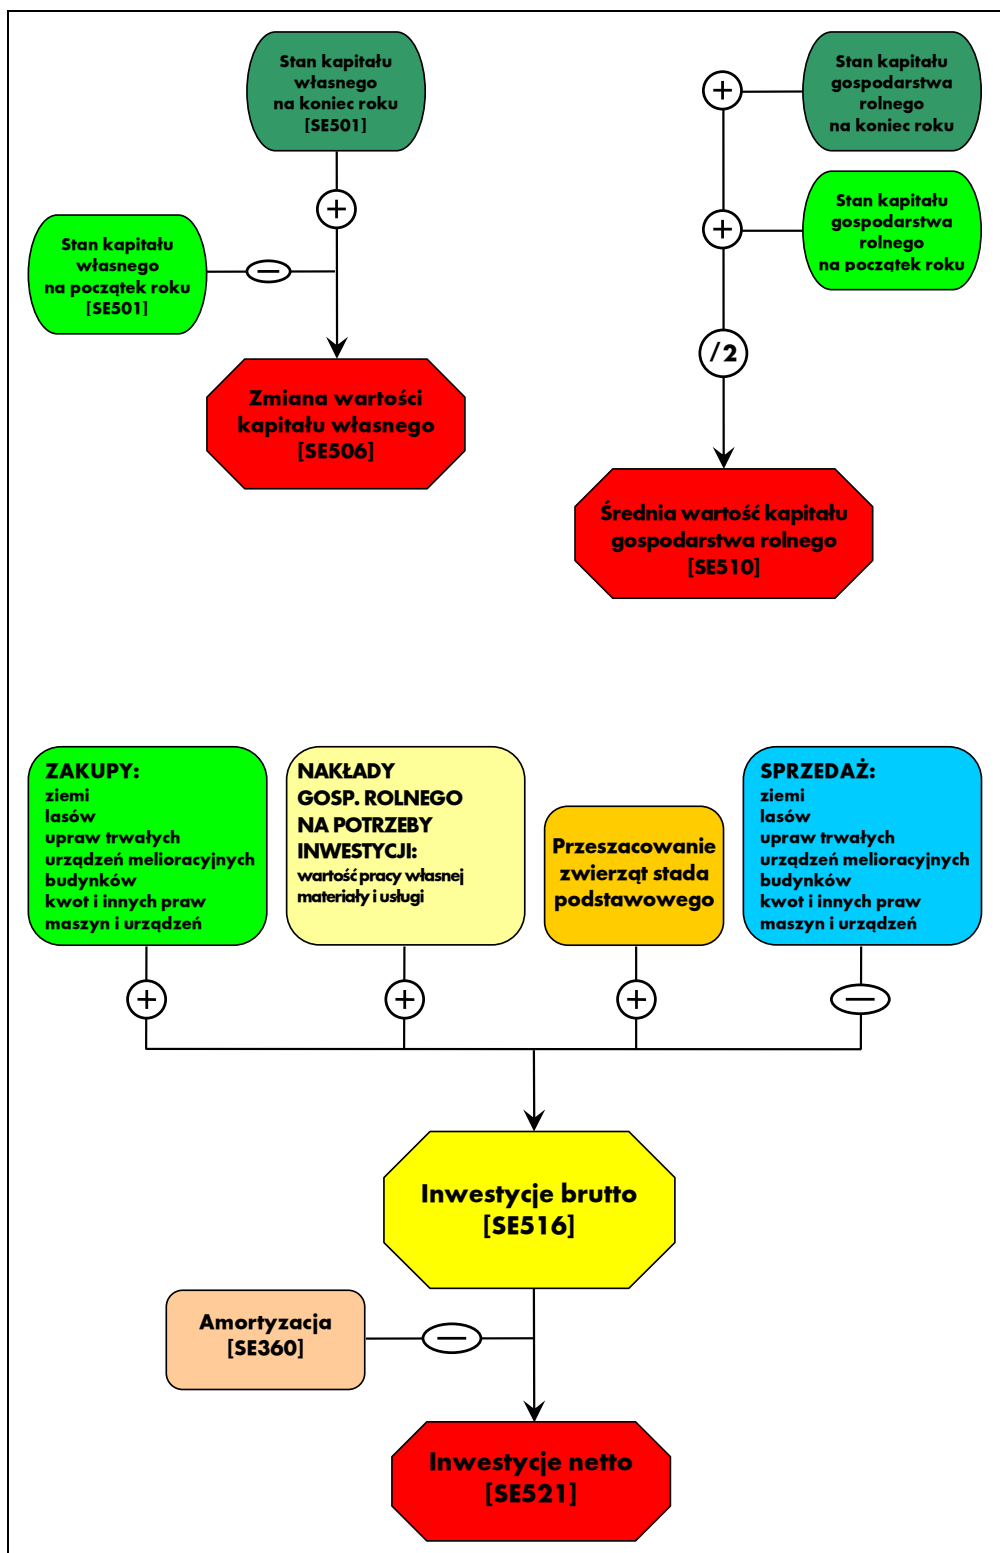 Stan kapitału
własnego
na koniec roku
[SE501]
+
Stan kapitału
własnego
na początek roku
[SE501]
−
Zmiana wartości
kapitału własnego
[SE506]
Stan kapitału
gospodarstwa
rolnego
na koniec roku
+
Stan kapitału
gospodarstwa
rolnego
na początek roku
+
/2
Średnia wartość kapitału
gospodarstwa rolnego
[SE510]
ZAKUPY:
ziemi
lasów
upraw trwałych
urządzeń melioracyjnych
budynków
kwot i innych praw
maszyn i urządzeń
NAKŁADY
GOSP. ROLNEGO
NA POTRZEBY
INWESTYCJI:
wartość pracy własnej
materiały i usługi
Przeszacowanie
zwierząt stada
podstawowego
SPRZEDAŻ:
ziemi
lasów
upraw trwałych
urządzeń melioracyjnych
budynków
kwot i innych praw
maszyn i urządzeń
+
+
+
−
Inwestycje brutto
[SE516]
Amortyzacja
[SE360]
−
Inwestycje netto
[SE521]